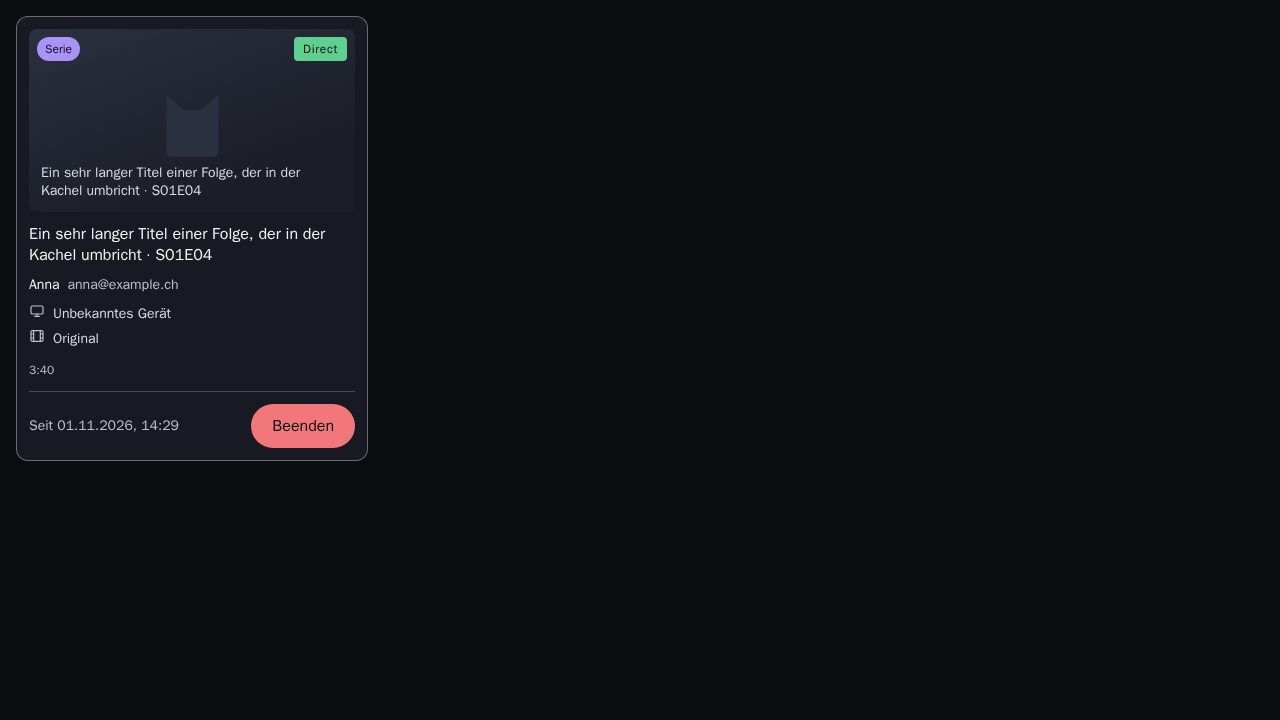 Serie
Direct
Ein sehr langer Titel einer Folge, der in der
Kachel umbricht · S01E04
Ein sehr langer Titel einer Folge, der in der
Kachel umbricht · S01E04
Anna anna@example.ch
Unbekanntes Gerät
Original
3:40
Seit 01.11.2026, 14:29
Beenden